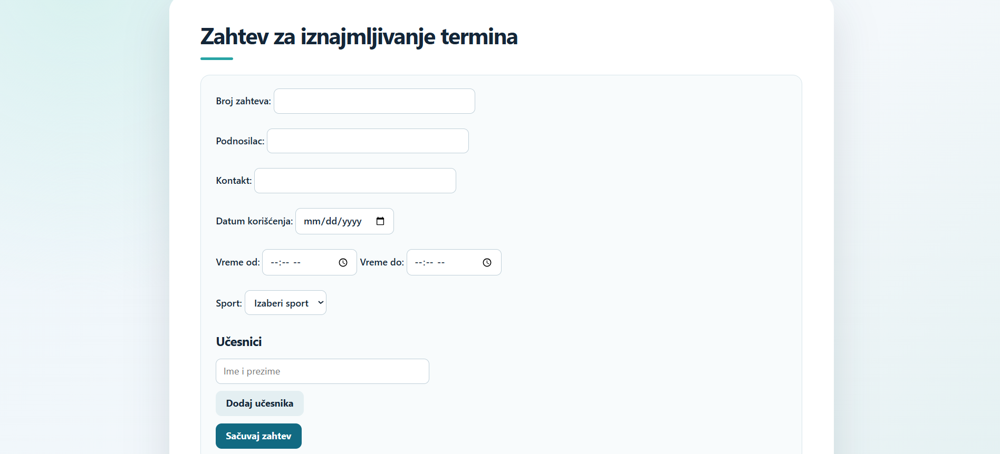 Zahtev za iznajmljivanje termina
Broj zahteva:
Podnosilac:
Kontakt:
Datum korišćenja: mm/dd/yyyy
Vreme od: --:-- -- Vreme do: --:-- --
Sport: Izaberi sport
Učesnici
Ime i prezime
Dodaj učesnika
Sačuvaj zahtev